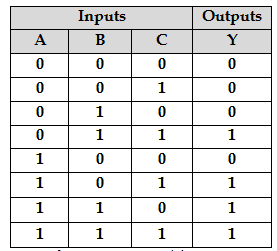 Inputs Outputs
A B C Y
0 0 0 0
0 0 1 0
0 1 0 0
0 1 1 1
1 0 0 0
1 0 1 1
1 1 0 1
1 1 1 1